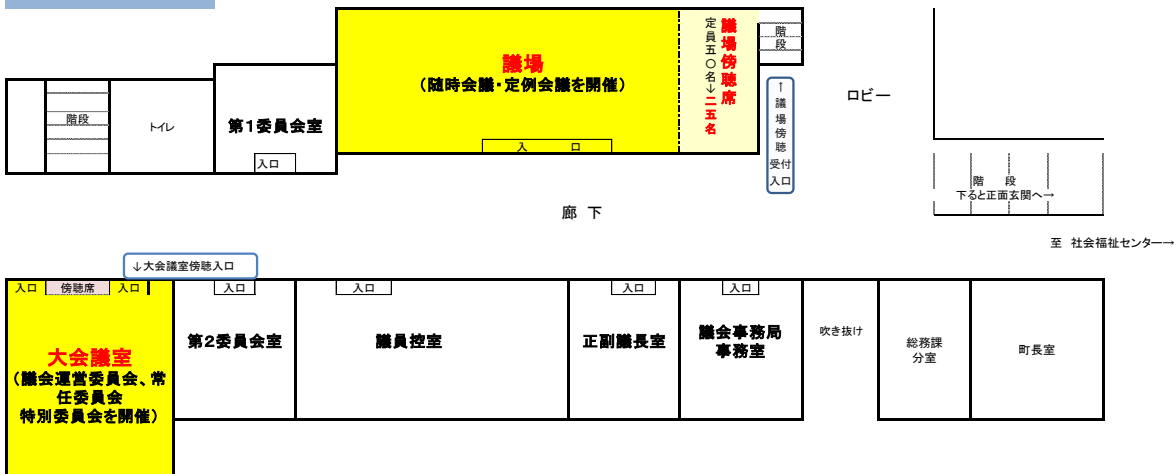 階段
トイレ
第1委員会室
入口
議場
(随時会議・定例会議を開催)
入　　口
議場傍聴席
定員五〇名↓二五名
階
段
↑議場傍聴
受付
入口
ロビー
階　段
下ると正面玄関へ→
廊 下
至 社会福祉センター→
↓大会議室傍聴入口
入口
傍聴席
入口
大会議室
(議会運営委員会、常
任委員会
特別委員会を開催)
入口
第2委員会室
入口
議員控室
入口
正副議長室
入口
議会事務局
事務室
吹き抜け
総務課
分室
町長室